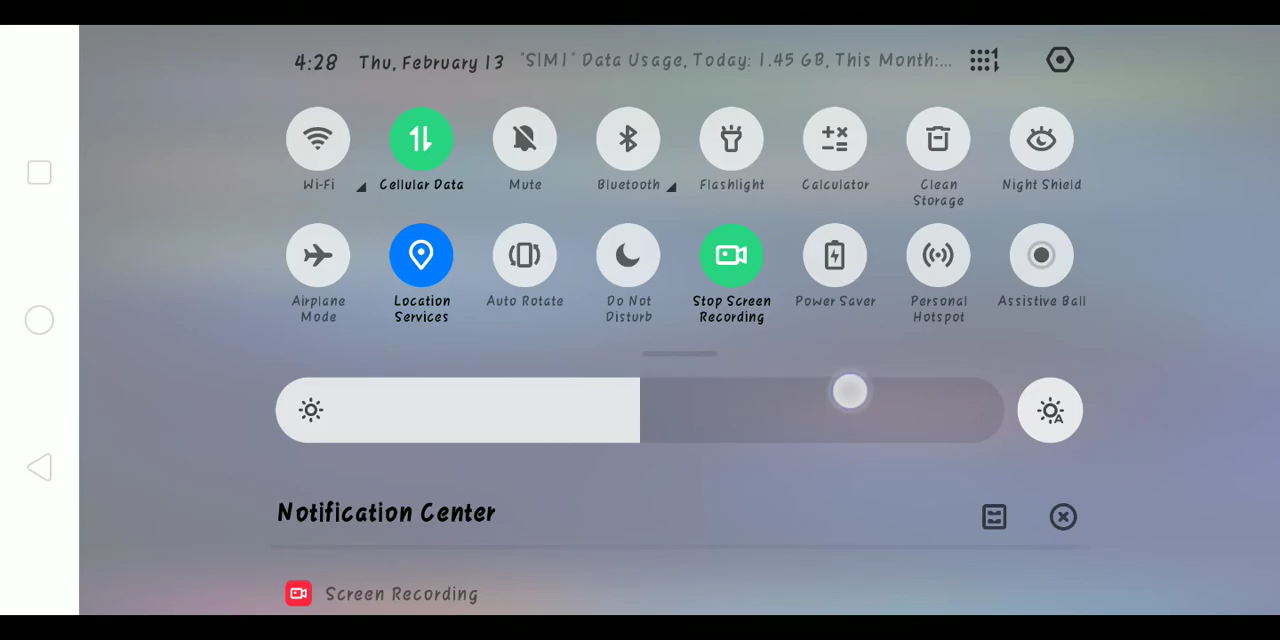 4:28 Thu, February 13 "SIM1" Data Usage, Today: 1.45 GB, This Month:...
Wi-Fi Cellular Data Mute Bluetooth Flashlight Calculator Clean Storage Night Shield
Airplane Mode Location Services Auto Rotate Do Not Disturb Stop Screen Recording Power Saver Personal Hotspot Assistive Ball
Notification Center
Screen Recording